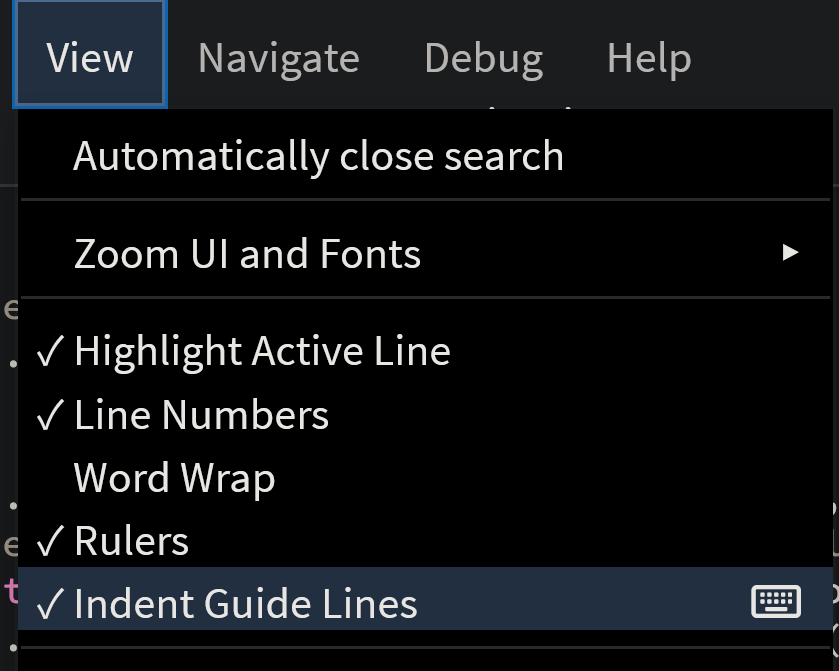 View Navigate Debug Help
Automatically close search
Zoom UI and Fonts
✓ Highlight Active Line
✓ Line Numbers
Word Wrap
✓ Rulers
✓ Indent Guide Lines